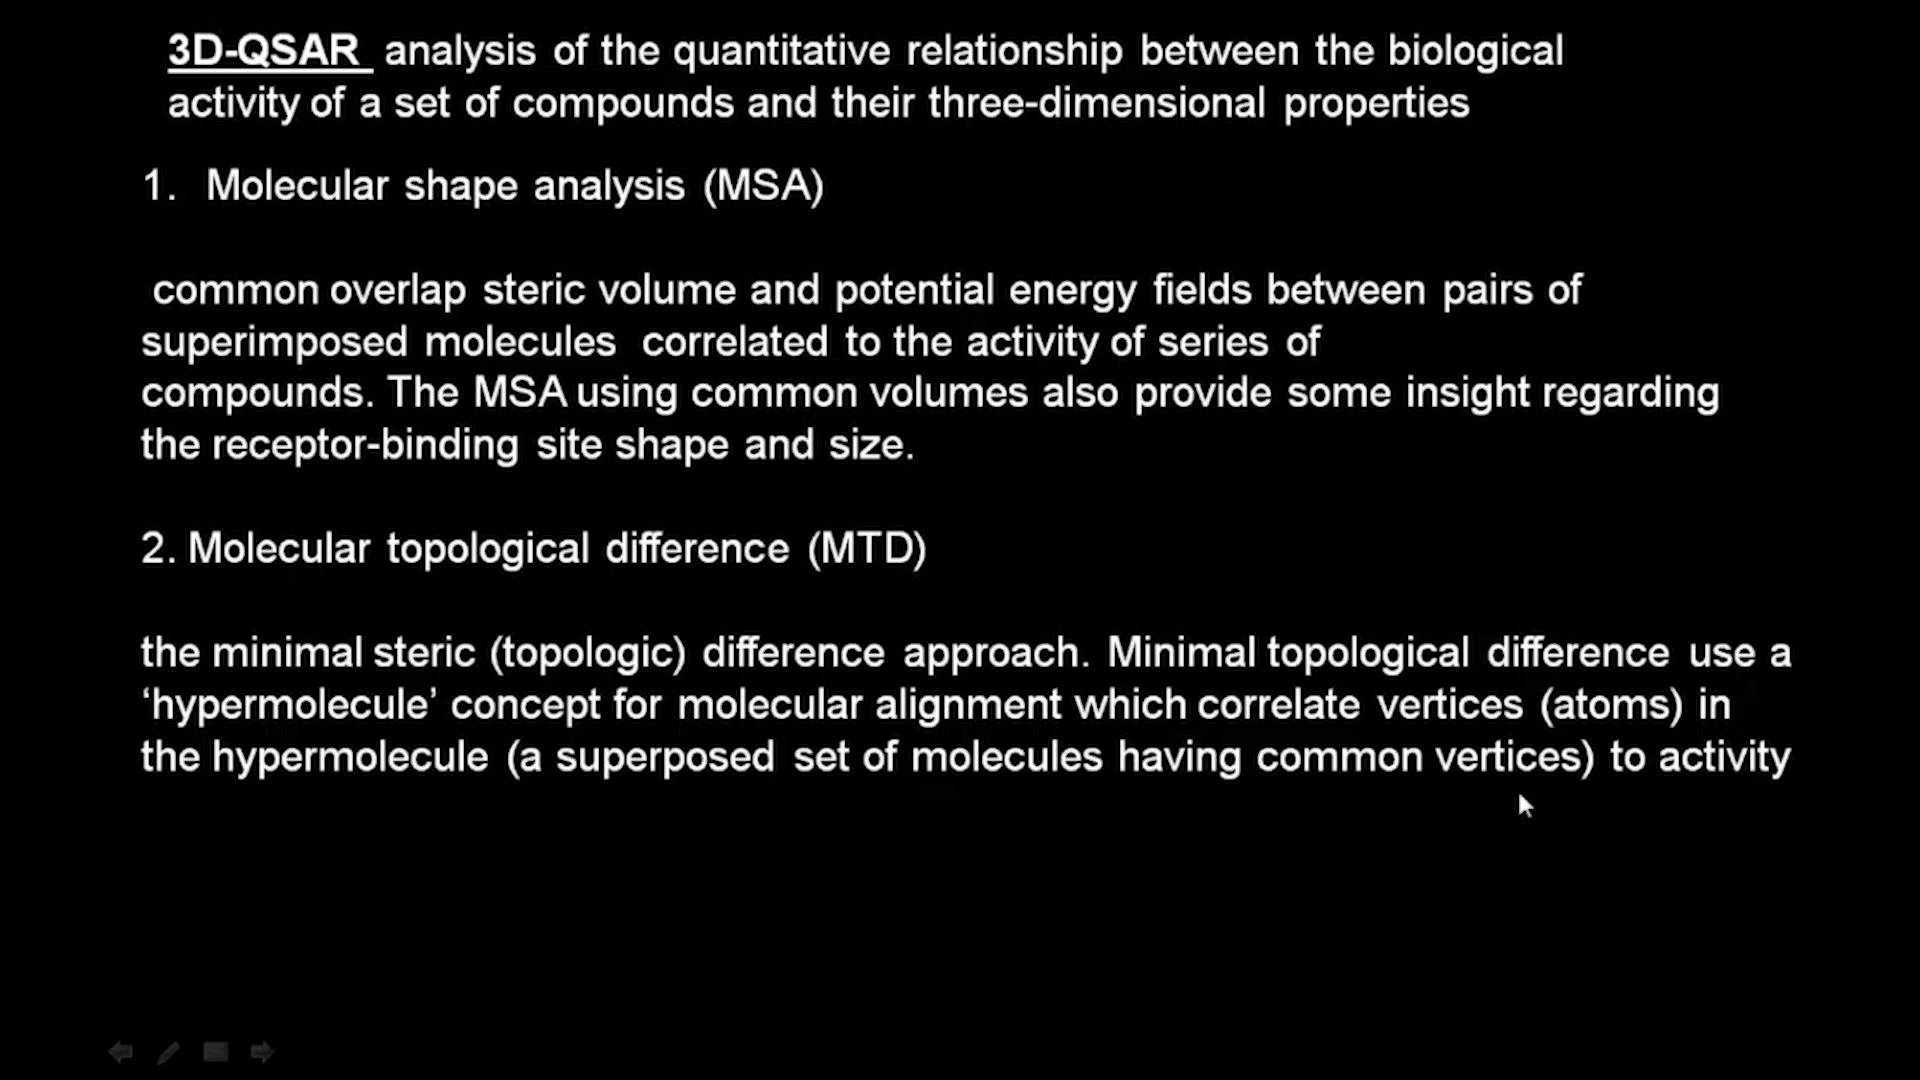 3D-QSAR analysis of the quantitative relationship between the biological
activity of a set of compounds and their three-dimensional properties
1. Molecular shape analysis (MSA)
common overlap steric volume and potential energy fields between pairs of
superimposed molecules correlated to the activity of series of
compounds. The MSA using common volumes also provide some insight regarding
the receptor-binding site shape and size.
2. Molecular topological difference (MTD)
the minimal steric (topologic) difference approach. Minimal topological difference use a
‘hypermolecule’ concept for molecular alignment which correlate vertices (atoms) in
the hypermolecule (a superposed set of molecules having common vertices) to activity